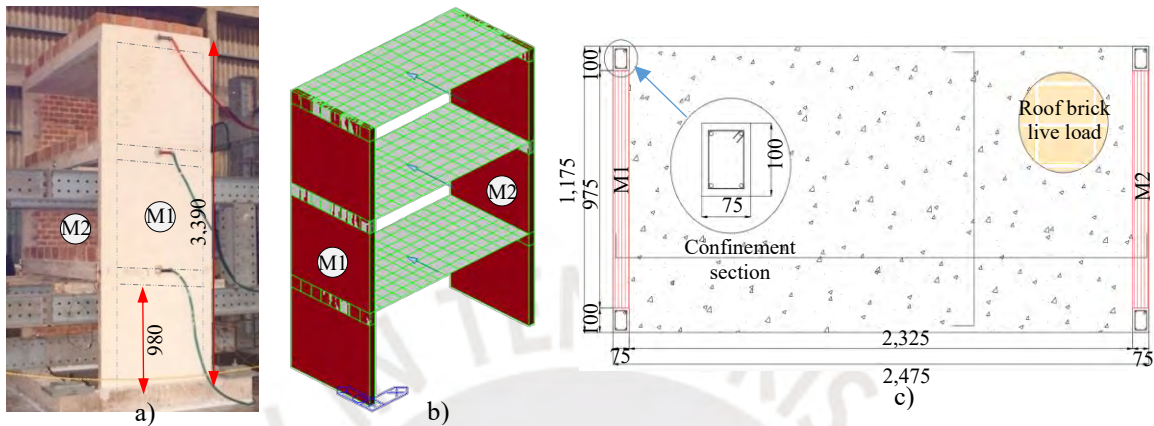 M2
M1
3,390
980
a)
M1
M2
b)
100
1,175
975
100
M1
100
75
Confinement
section
Roof brick
live load
M2
2,325
75
75
2,475
c)